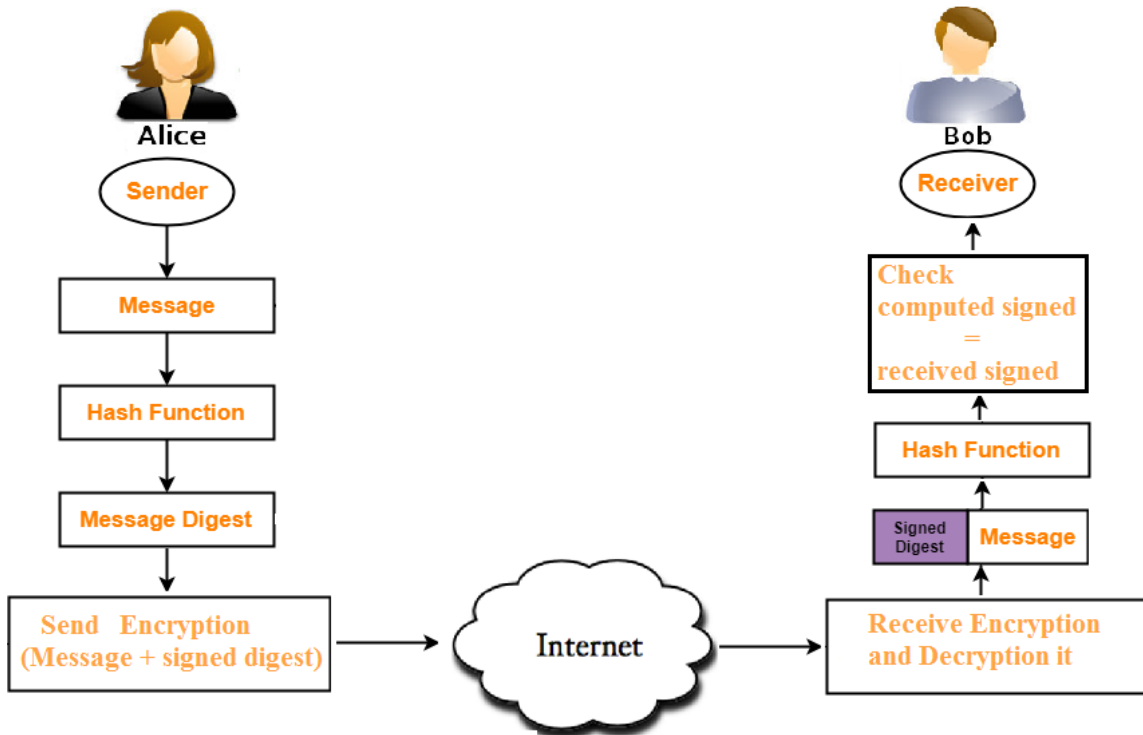 Alice
Sender
Message
Hash Function
Message Digest
Send Encryption
(Message + signed digest)
Internet
Bob
Receiver
Check
computed signed
=
received signed
Hash Function
Signed
Digest
Message
Receive Encryption
and Decryption it